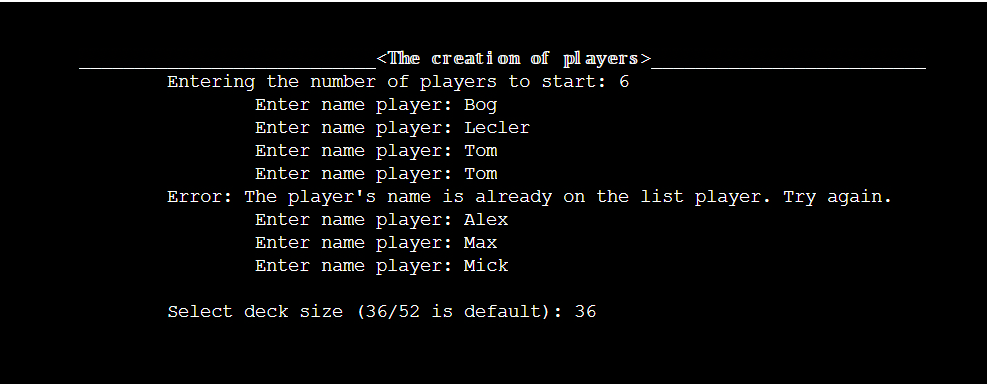 <The creation of players>
Entering the number of players to start: 6
Enter name player: Bog
Enter name player: Lecler
Enter name player: Tom
Enter name player: Tom
Error: The player's name is already on the list player. Try again.
Enter name player: Alex
Enter name player: Max
Enter name player: Mick
Select deck size (36/52 is default): 36